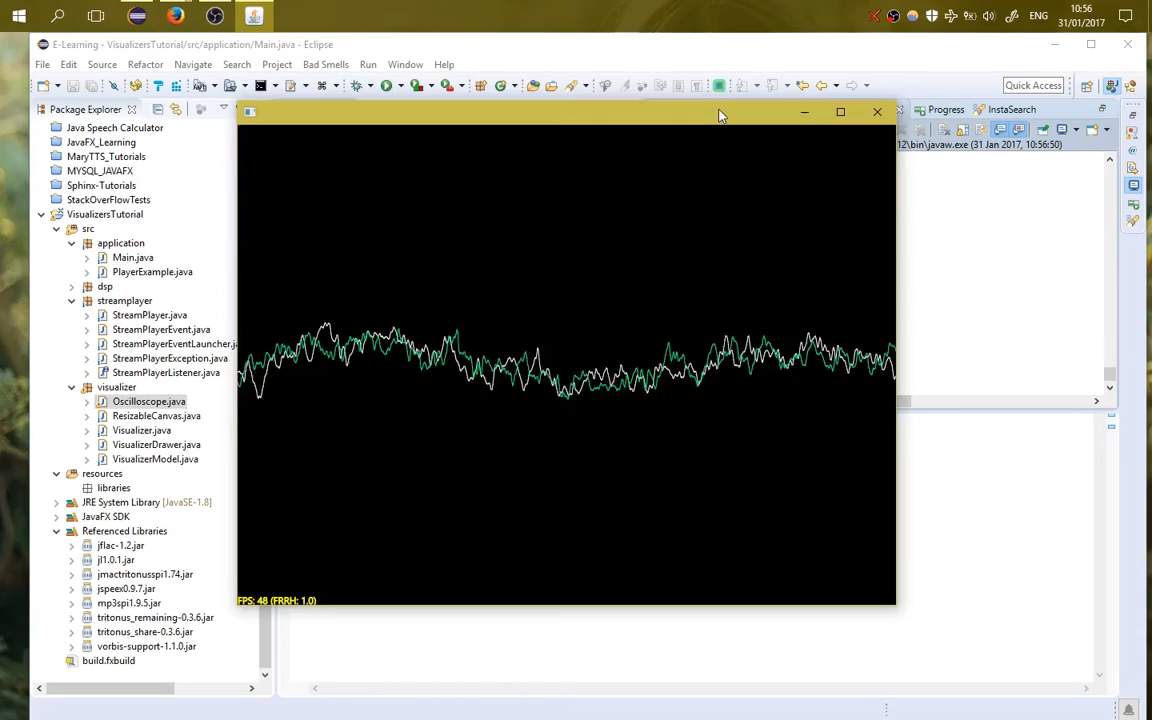 10:56
ENG
31/01/2017
E-Learning - VisualizersTutorial/src/application/Main.java - Eclipse
File Edit Source Refactor Navigate Search Project Bad Smells Run Window Help
Quick Access
Package Explorer
Progress
InstaSearch
12\bin\javaw.exe (31 Jan 2017, 10:56:50)
Java Speech Calculator
JavaFX_Learning
MaryTTS_Tutorials
MYSQL_JAVAFX
Sphinx-Tutorials
StackOverFlowTests
VisualizersTutorial
src
application
Main.java
PlayerExample.java
dsp
streamplayer
StreamPlayer.java
StreamPlayerEvent.java
StreamPlayerEventLauncher.ja
StreamPlayerException.java
StreamPlayerListener.java
visualizer
Oscilloscope.java
ResizableCanvas.java
Visualizer.java
VisualizerDrawer.java
VisualizerModel.java
resources
libraries
JRE System Library [JavaSE-1.8]
JavaFX SDK
Referenced Libraries
jflac-1.2.jar
jl1.0.1.jar
jmactritonusspi1.74.jar
jspeex0.9.7.jar
mp3spi1.9.5.jar
tritonus_remaining-0.3.6.jar
tritonus_share-0.3.6.jar
vorbis-support-1.1.0.jar
build.fxbuild
FPS: 48 (FRRH: 1.0)